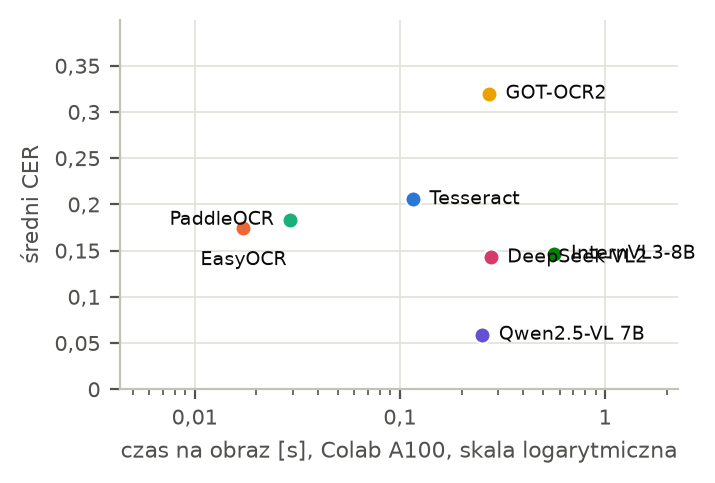 średni CER
0,35
0,3
0,25
0,2
0,15
0,1
0,05
0
GOT-OCR2
Tesseract
PaddleOCR
EasyOCR
InternVL3-8B
DeepSeek-VL2
Qwen2.5-VL 7B
0,01 0,1 1
czas na obraz [s], Colab A100, skala logarytmiczna